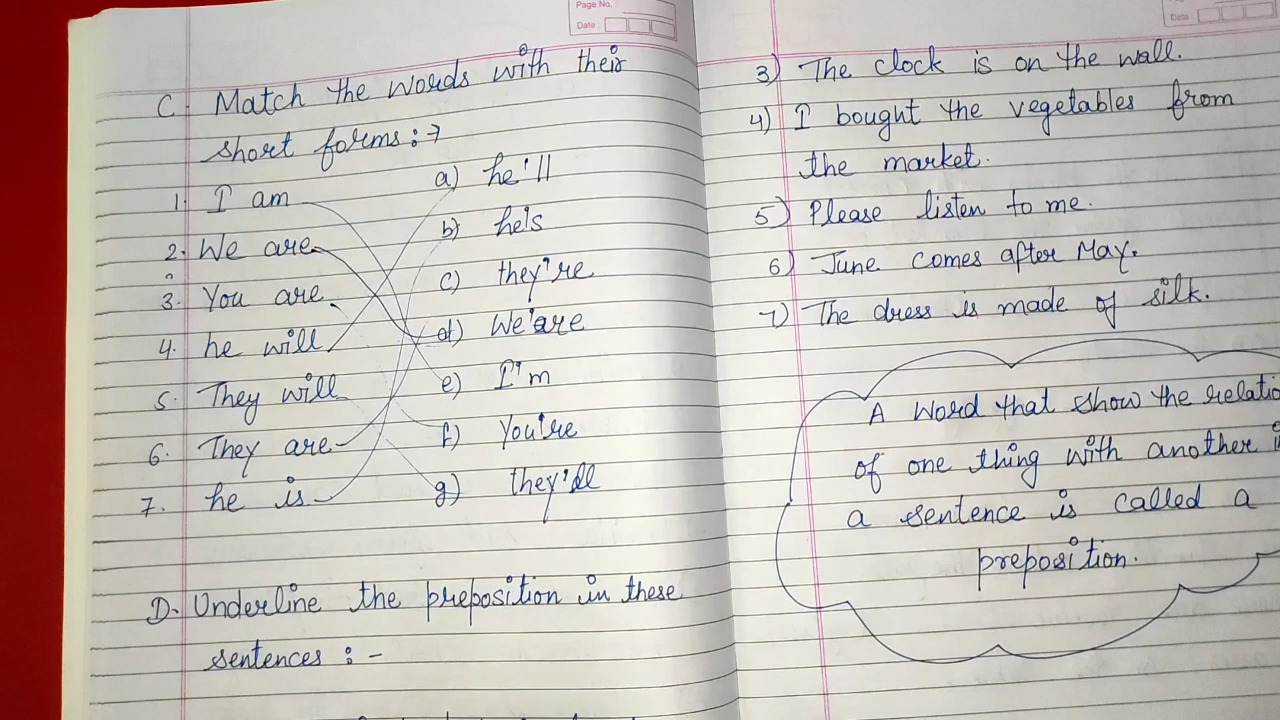 Page No.
Date:
C. Match the words with their
short forms :→
1. I am
2. We are
3. You are
4. he will
5. They will
6. They are
7. he is
a) he'll
b) he's
c) they're
d) We'are
e) I'm
f) You're
g) they'll
D. Underline the preposition in these
sentences : -
Date:
3) The clock is on the wall.
4) I bought the vegetables from
the market.
5) Please listen to me.
6) June comes after May.
7) The dress is made of silk.
A word that show the relatio
of one thing with another i
a sentence is called a
preposition.